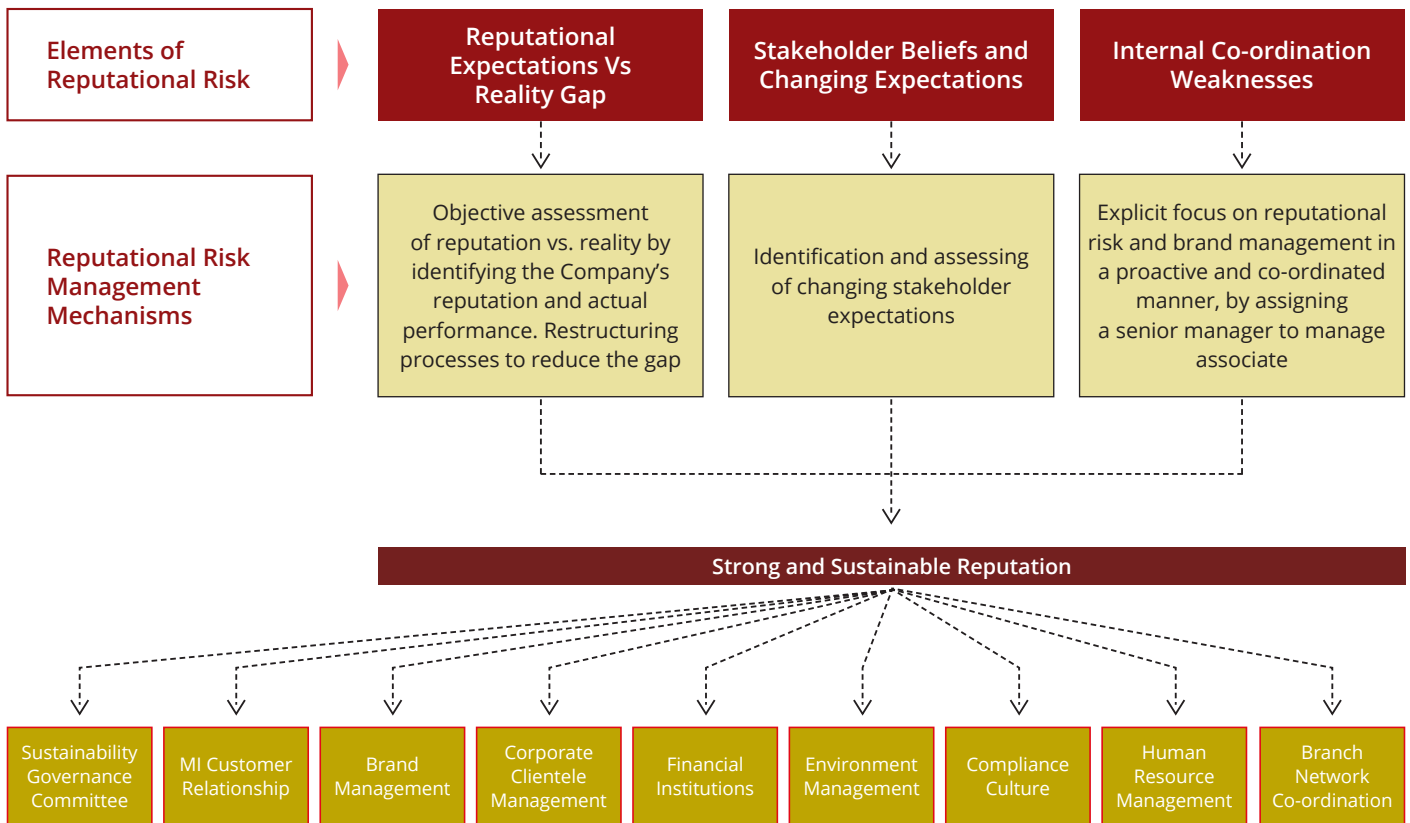 Elements of
Reputational Risk
Reputational
Expectations Vs
Reality Gap
Stakeholder Beliefs and
Changing Expectations
Internal Co-ordination
Weaknesses
Reputational Risk
Management
Mechanisms
Objective assessment
of reputation vs. reality by
identifying the Company’s
reputation and actual
performance. Restructuring
processes to reduce the gap
Identification and assessing
of changing stakeholder
expectations
Explicit focus on reputational
risk and brand management in
a proactive and co-ordinated
manner, by assigning
a senior manager to manage
associate
Strong and Sustainable Reputation
Sustainability
Governance
Committee
MI Customer
Relationship
Brand
Management
Corporate
Clientele
Management
Financial
Institutions
Environment
Management
Compliance
Culture
Human
Resource
Management
Branch
Network
Co-ordination